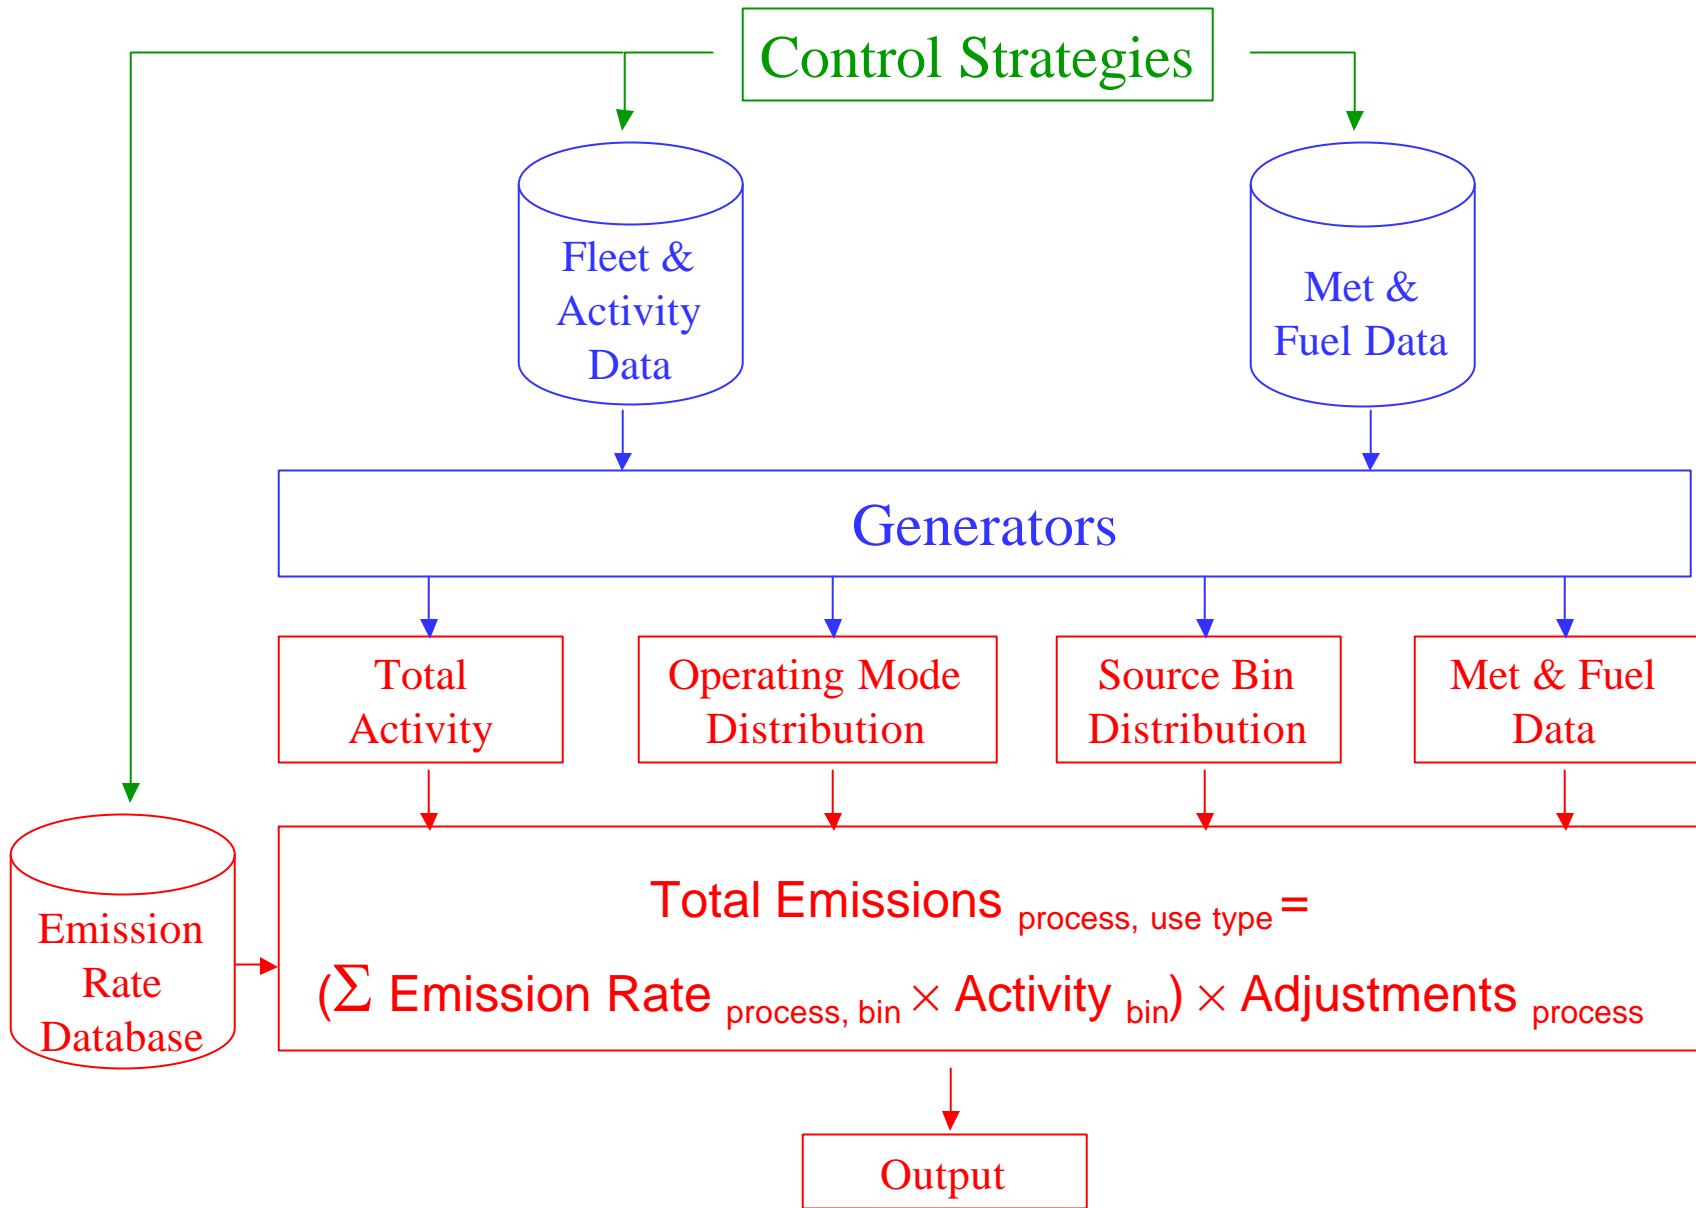 Control Strategies
Fleet &
Activity
Data
Met &
Fuel Data
Generators
Total
Activity
Operating Mode
Distribution
Source Bin
Distribution
Met & Fuel
Data
Emission
Rate
Database
Total Emissions process, use type =
(Σ Emission Rate process, bin × Activity bin) × Adjustments process
Output